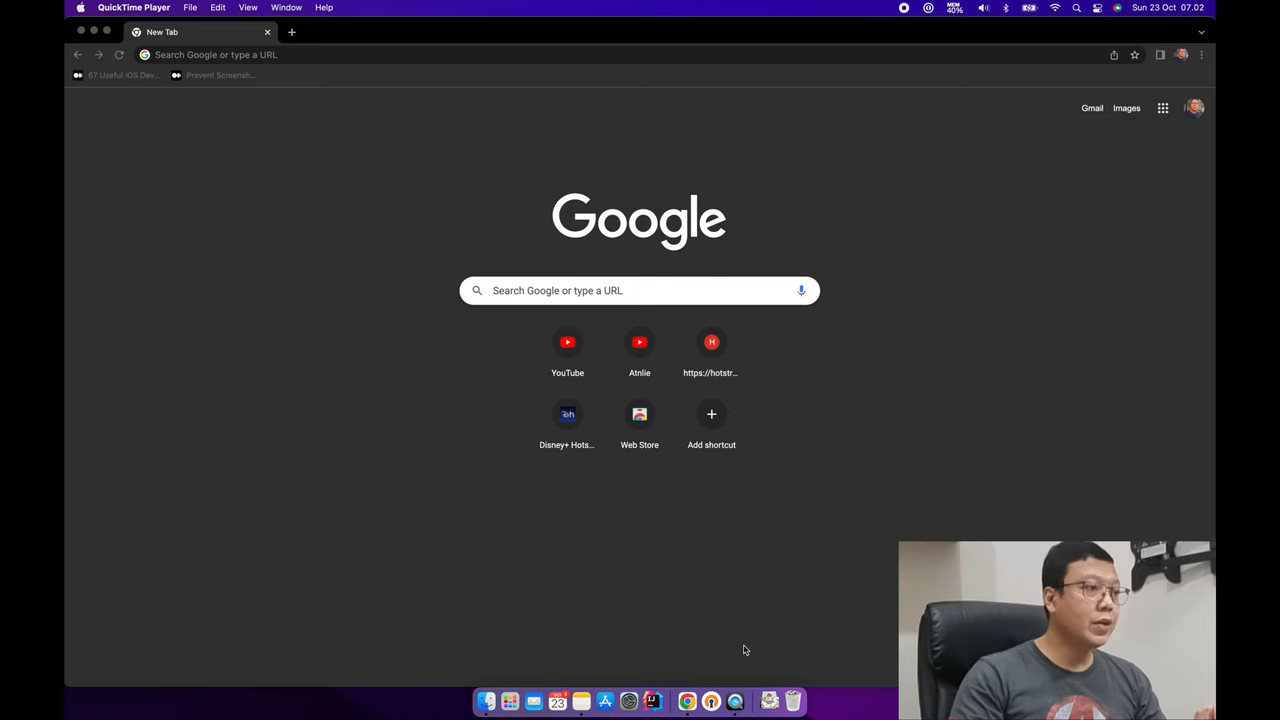 QuickTime Player File Edit View Window Help MEM 40% Sun 23 Oct 07.02
New Tab
Search Google or type a URL
67 Useful iOS Dev... Prevent Screensh...
Gmail Images
Google
Search Google or type a URL
YouTube Atnlie https://hotstr...
Disney+ Hots... Web Store Add shortcut
H
23